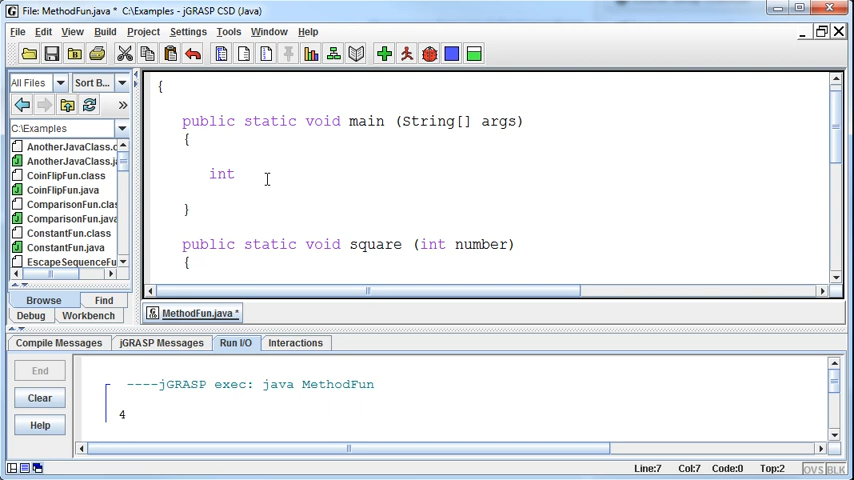 File: MethodFun.java * C:\Examples - jGRASP CSD (Java)
File Edit View Build Project Settings Tools Window Help
All Files Sort B...
C:\Examples
AnotherJavaClass.c
AnotherJavaClass.ja
CoinFlipFun.class
CoinFlipFun.java
ComparisonFun.clas
ComparisonFun.java
ConstantFun.class
ConstantFun.java
EscapeSequenceFu
Browse Find
Debug Workbench
{
public static void main (String[] args)
{
int
}
public static void square (int number)
{
MethodFun.java *
Compile Messages jGRASP Messages Run I/O Interactions
End
Clear
Help
----jGRASP exec: java MethodFun
4
Line:7 Col:7 Code:0 Top:2 OVS BLK